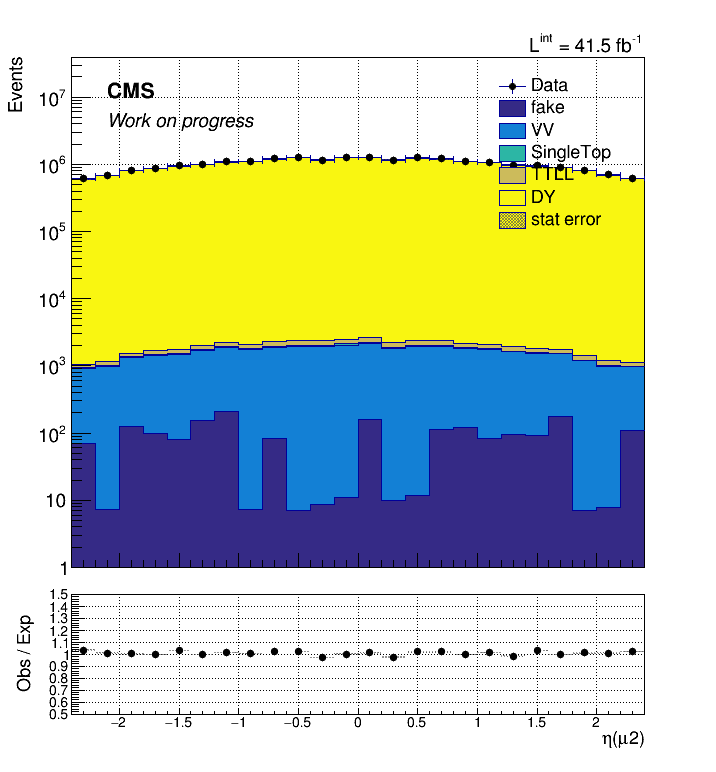 L^int = 41.5 fb^-1
Events
CMS
Work on progress
Data
fake
VV
SingleTop
TTLL
DY
stat error
10^7
10^6
10^5
10^4
10^3
10^2
10
1
Obs / Exp
1.5
1.4
1.3
1.2
1.1
1
0.9
0.8
0.7
0.6
0.5
−2
−1.5
−1
−0.5
0
0.5
1
1.5
2
η(μ2)